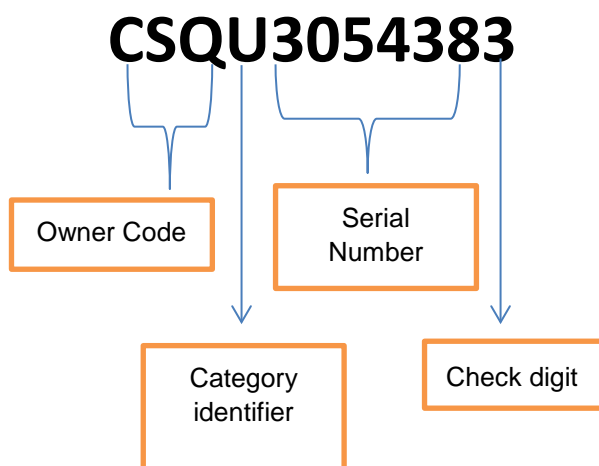 CSQU3054383
Owner Code
Serial
Number
Category
identifier
Check digit